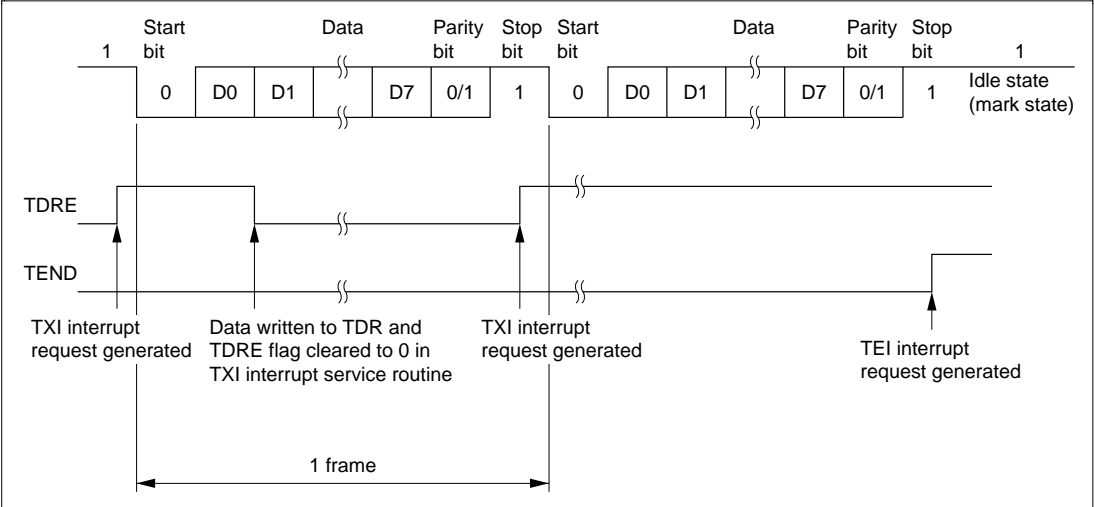 Start Data Parity Stop Start Data Parity Stop
1 bit bit bit bit bit bit 1
0 D0 D1 D7 0/1 1 0 D0 D1 D7 0/1 1 Idle state
(mark state)
TDRE
TEND
TXI interrupt Data written to TDR and TXI interrupt
request generated TDRE flag cleared to 0 in request generated
TXI interrupt service routine
TEI interrupt
request generated
1 frame